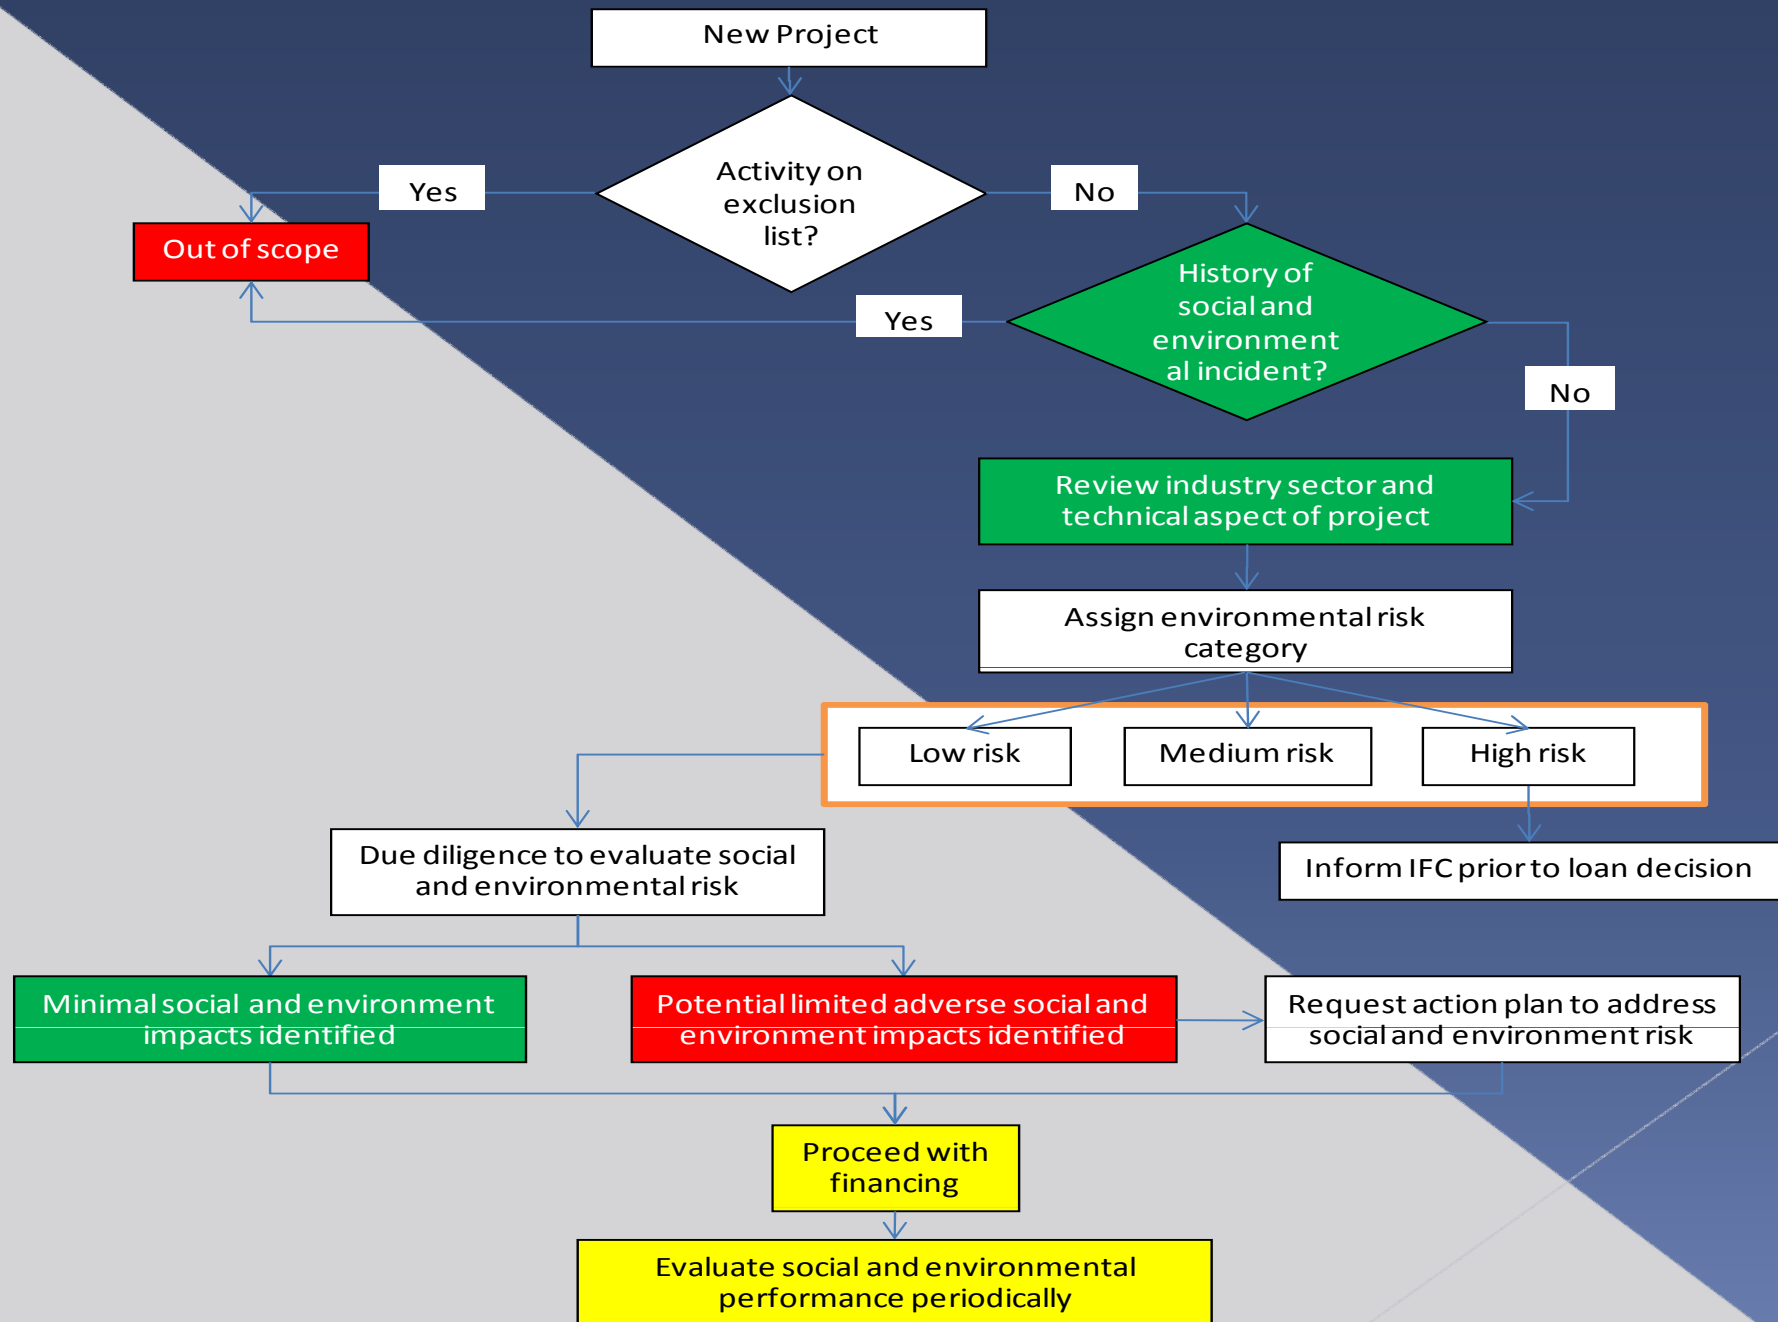 New Project
Activity on
exclusion
list?
Yes
No
Out of scope
History of
social and
environment
al incident?
Yes
No
Review industry sector and
technical aspect of project
Assign environmental risk
category
Low risk
Medium risk
High risk
Due diligence to evaluate social
and environmental risk
Inform IFC prior to loan decision
Minimal social and environment
impacts identified
Potential limited adverse social and
environment impacts identified
Request action plan to address
social and environment risk
Proceed with
financing
Evaluate social and environmental
performance periodically